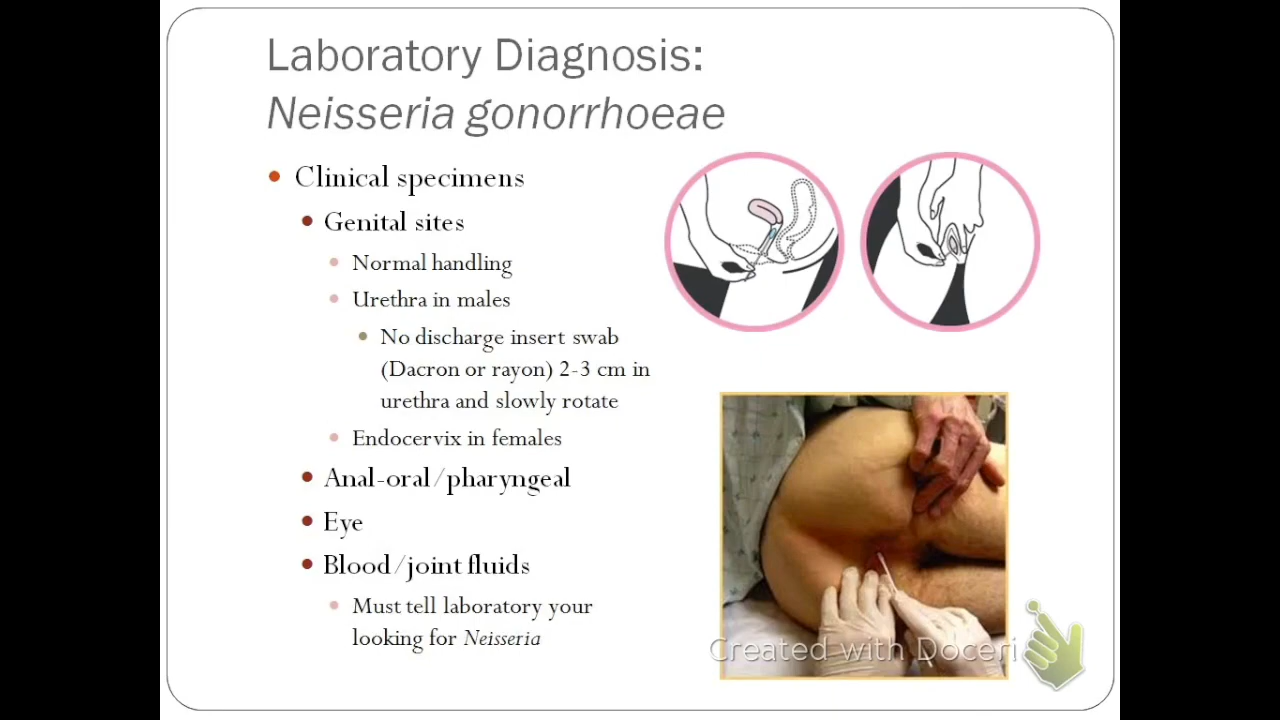 Laboratory Diagnosis:
Neisseria gonorrhoeae
Clinical specimens
Genital sites
Normal handling
Urethra in males
No discharge insert swab
(Dacron or rayon) 2-3 cm in
urethra and slowly rotate
Endocervix in females
Anal-oral/pharyngeal
Eye
Blood/joint fluids
Must tell laboratory your
looking for Neisseria
Created with Doceri